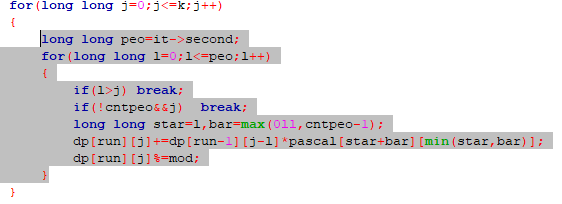 for(long long j=0;j<=k;j++)
{
long long peo=it->second;
for(long long l=0;l<=peo;l++)
{
if(l>j) break;
if(!cntpeo&&j)  break;
long long star=l,bar=max(0ll,cntpeo-1);
dp[run][j]+=dp[run-1][j-l]*pascal[star+bar][min(star,bar)];
dp[run][j]%=mod;
}
}